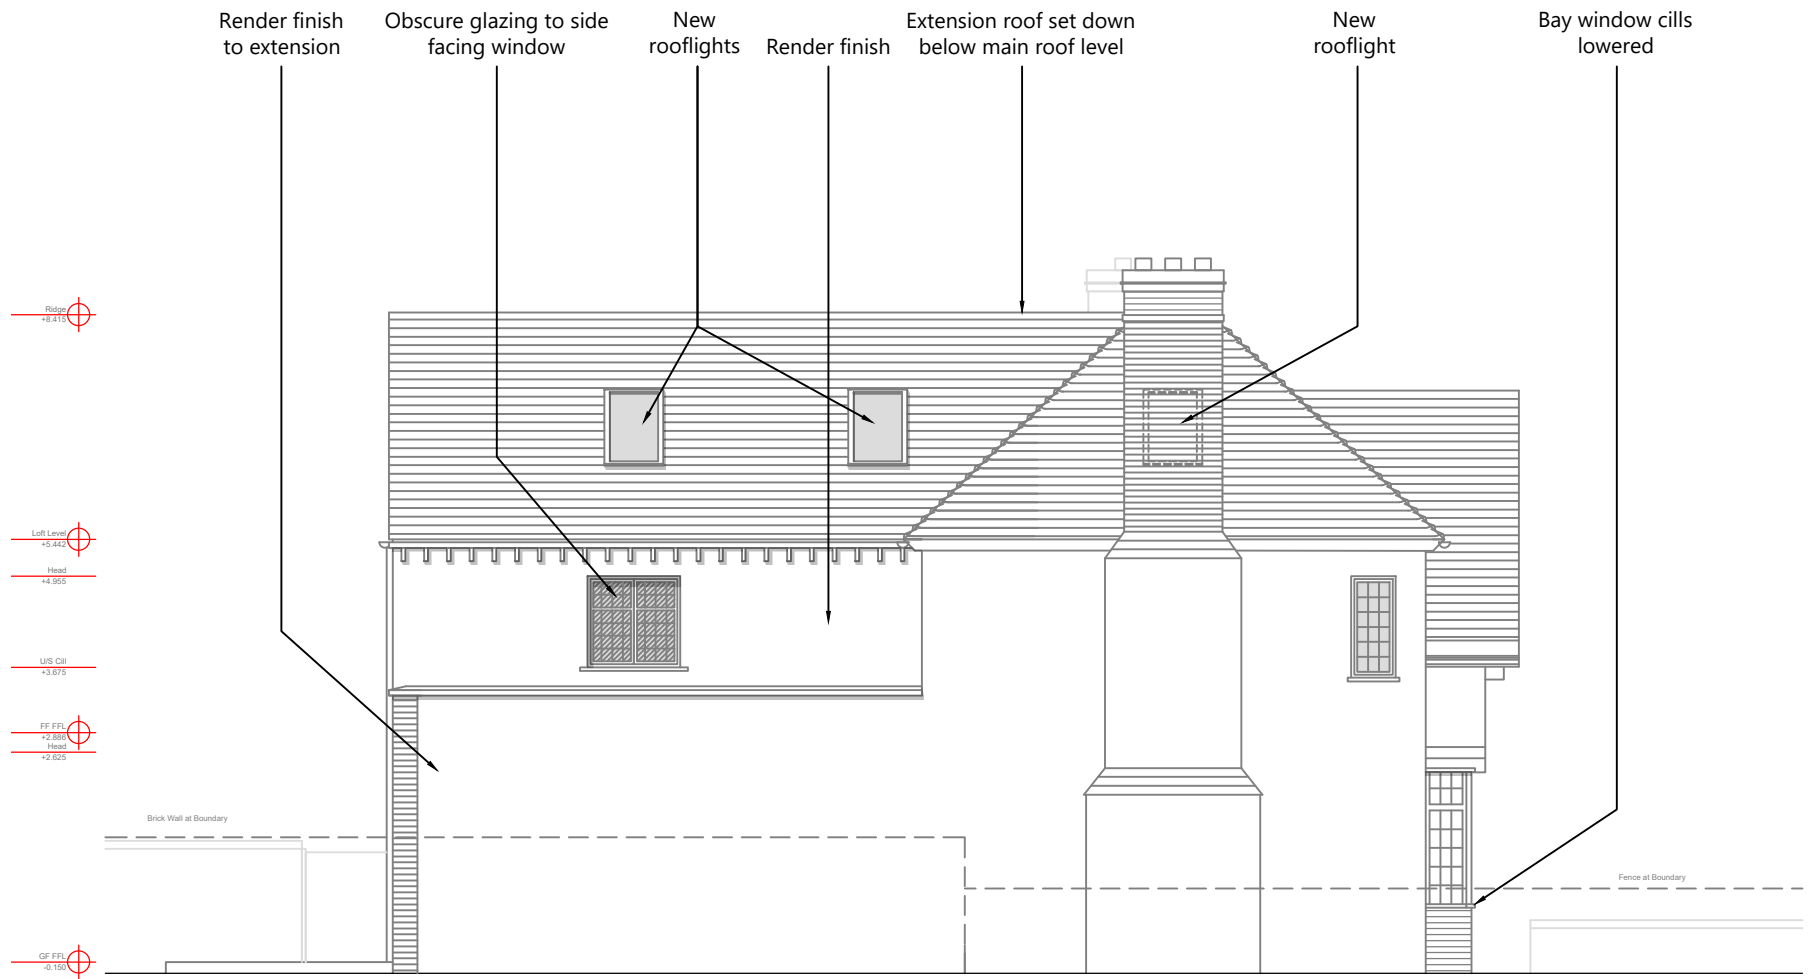 Render finish
to extension
Obscure glazing to side
facing window
New
rooflights
Render finish
Extension roof set down
below main roof level
New
rooflight
Bay window cills
lowered
Ridge
+8.415
Loft Level
+5.442
Head
+4.955
U/S Cill
+3.675
FF FFL
+2.886
Head
+2.625
Brick Wall at Boundary
Fence at Boundary
GF FFL
-0.150